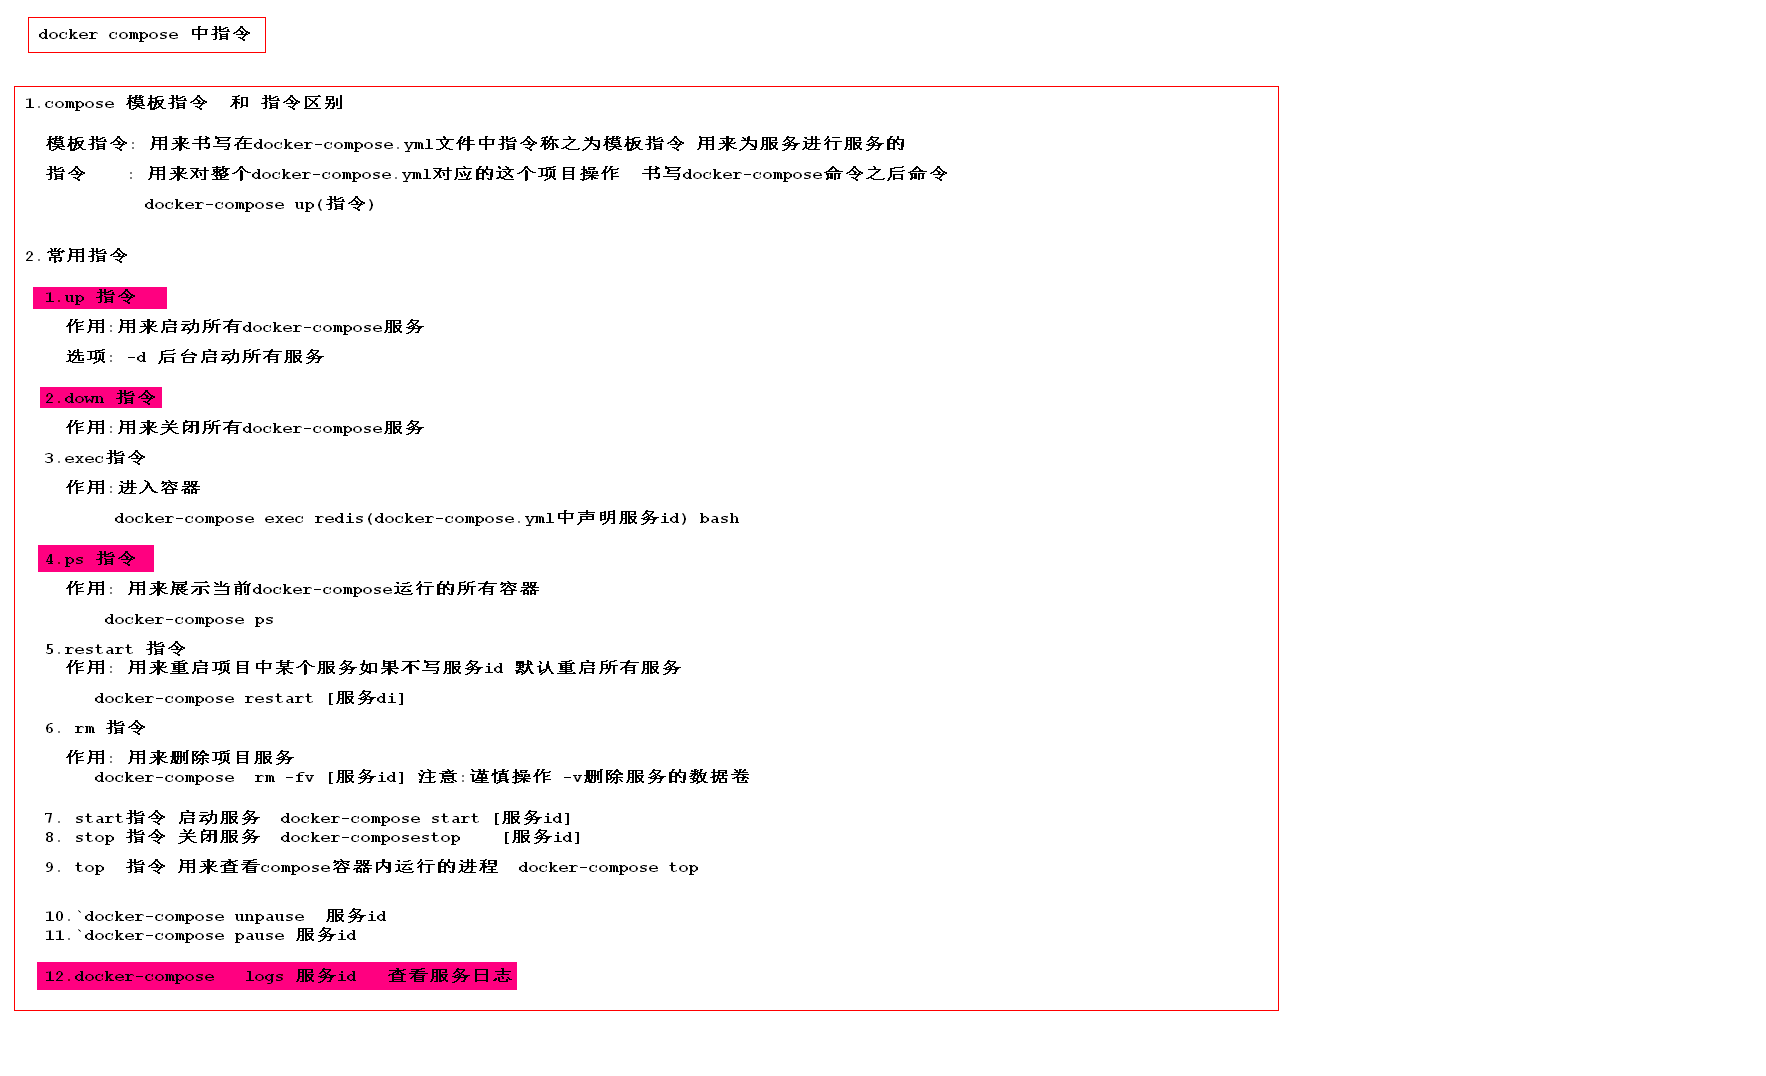 docker compose 中指令
1.compose 模板指令  和 指令区别
模板指令: 用来书写在docker-compose.yml文件中指令称之为模板指令 用来为服务进行服务的
指令    : 用来对整个docker-compose.yml对应的这个项目操作  书写docker-compose命令之后命令
docker-compose up(指令)
2.常用指令
1.up 指令
作用:用来启动所有docker-compose服务
选项: -d 后台启动所有服务
2.down 指令
作用:用来关闭所有docker-compose服务
3.exec指令
作用:进入容器
docker-compose exec redis(docker-compose.yml中声明服务id) bash
4.ps 指令
作用: 用来展示当前docker-compose运行的所有容器
docker-compose ps
5.restart 指令
作用: 用来重启项目中某个服务如果不写服务id 默认重启所有服务
docker-compose restart [服务di]
6. rm 指令
作用: 用来删除项目服务
docker-compose  rm -fv [服务id] 注意:谨慎操作 -v删除服务的数据卷
7. start指令 启动服务  docker-compose start [服务id]
8. stop 指令 关闭服务  docker-composestop    [服务id]
9. top  指令 用来查看compose容器内运行的进程  docker-compose top
10.`docker-compose unpause  服务id
11.`docker-compose pause 服务id
12.docker-compose   logs 服务id   查看服务日志